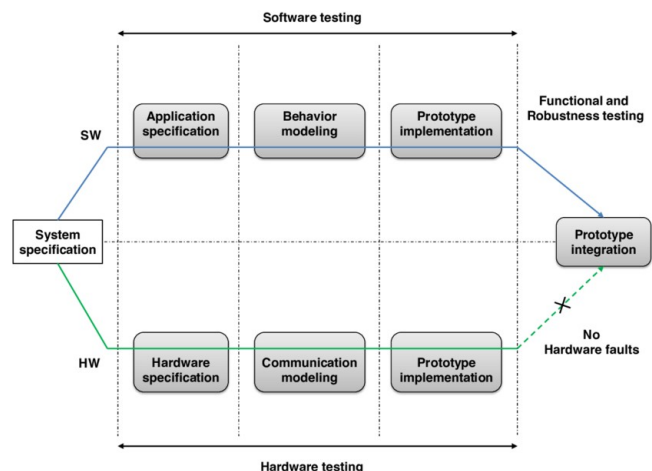 Software testing
Application
specification
Behavior
modeling
Prototype
implementation
Functional and
Robustness testing
SW
System
specification
Prototype
integration
No
Hardware faults
HW
Hardware
specification
Communication
modeling
Prototype
implementation
Hardware testing